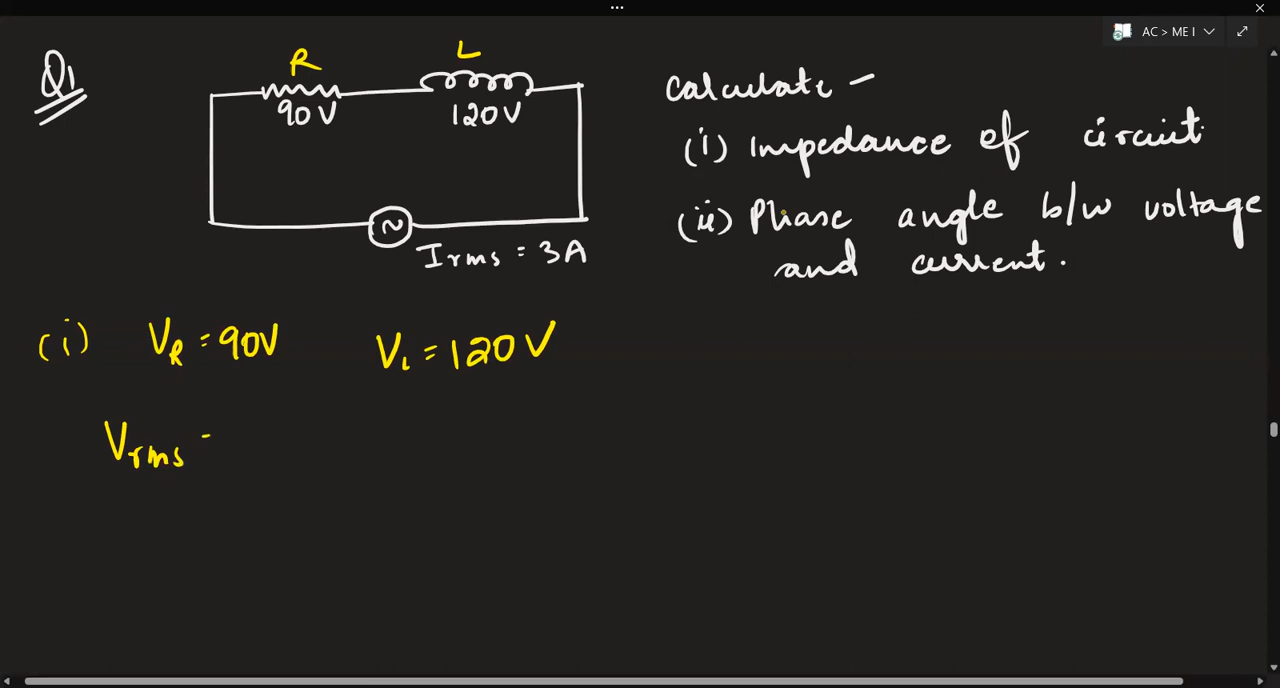 AC > ME I
Q1
R
L
90 V
120 V
Irms = 3A
Calculate -
(i) Impedance of circuit
(ii) Phase angle b/w voltage
and current.
(i) VR = 90V VL = 120 V
Vrms =